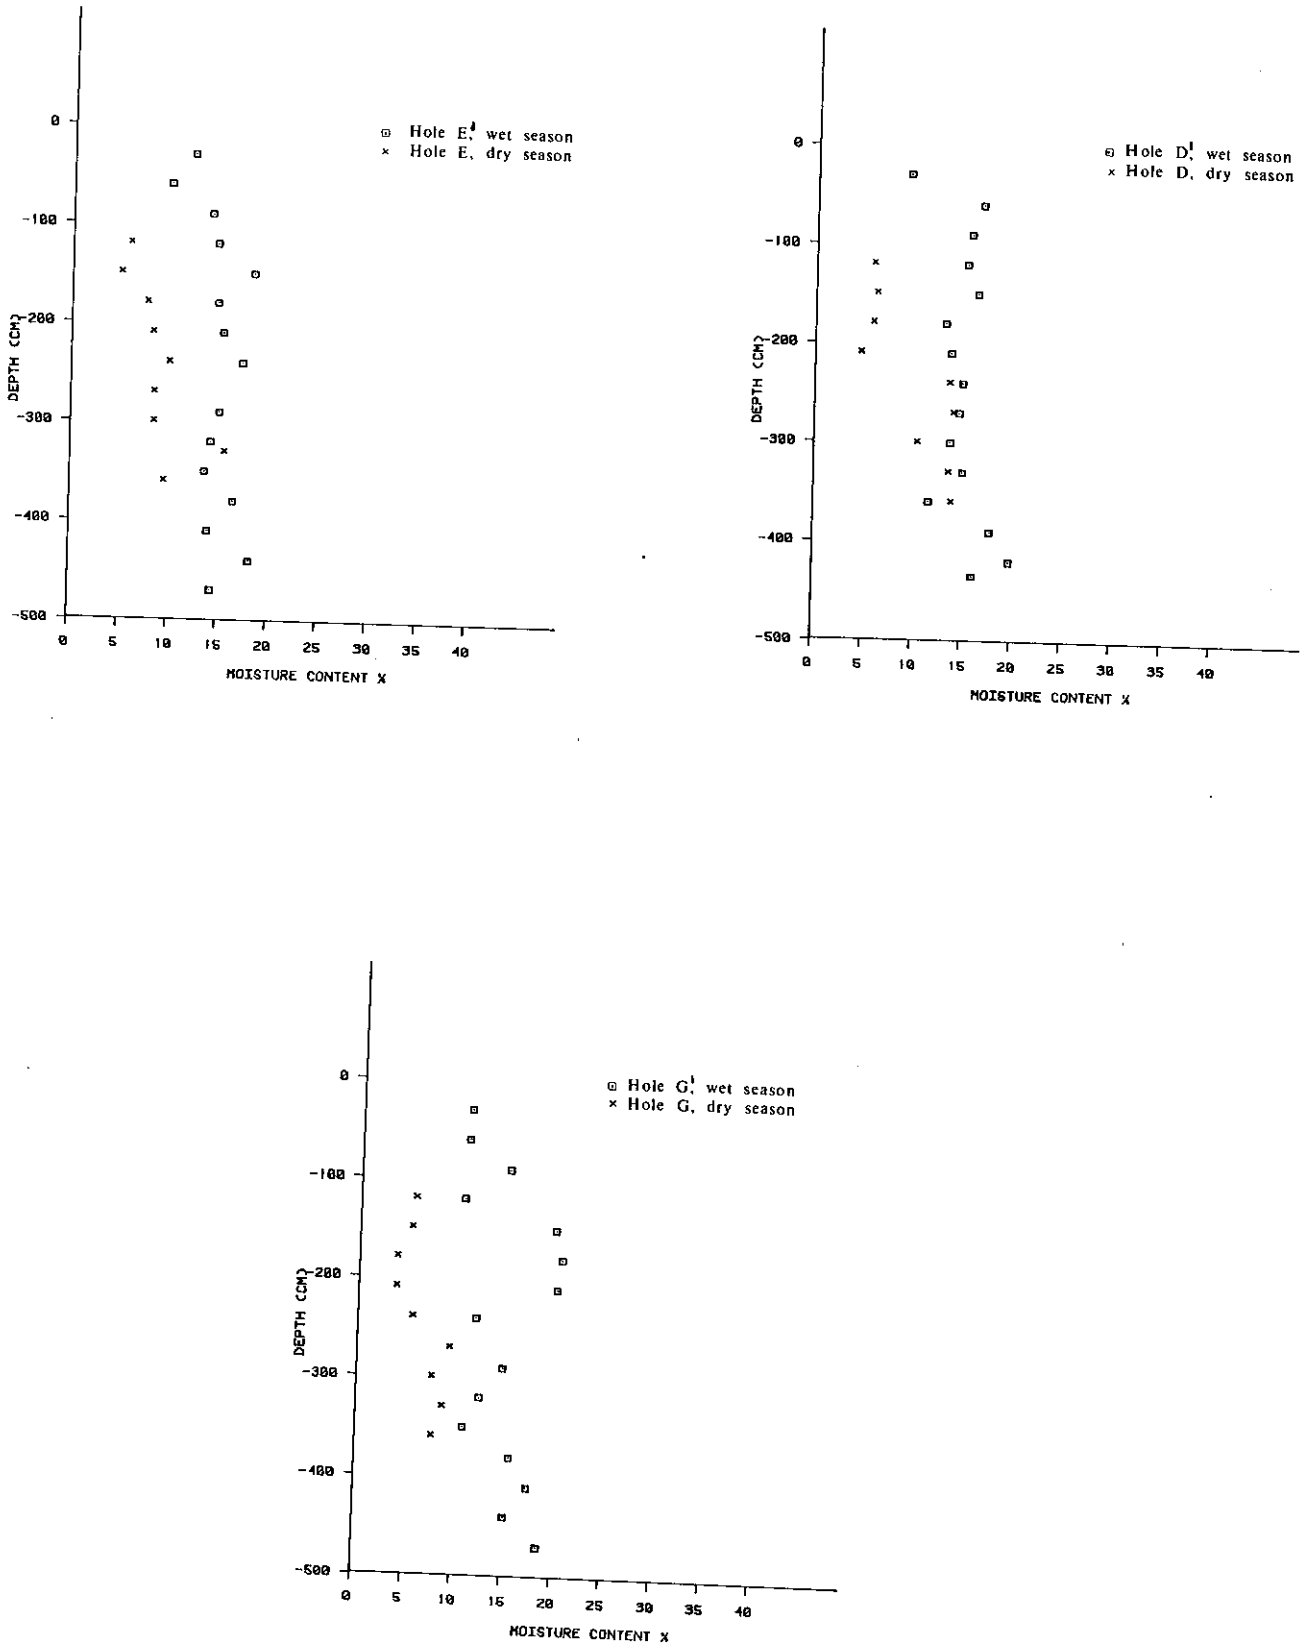 0
-100
-200
-300
-400
-500
DEPTH (CM)
Hole E', wet season
Hole E, dry season
0 5 10 15 20 25 30 35 40
MOISTURE CONTENT %
0
-100
-200
-300
-400
-500
DEPTH (CM)
Hole D', wet season
Hole D, dry season
0 5 10 15 20 25 30 35 40
MOISTURE CONTENT %
0
-100
-200
-300
-400
-500
DEPTH (CM)
Hole G', wet season
Hole G, dry season
0 5 10 15 20 25 30 35 40
MOISTURE CONTENT %